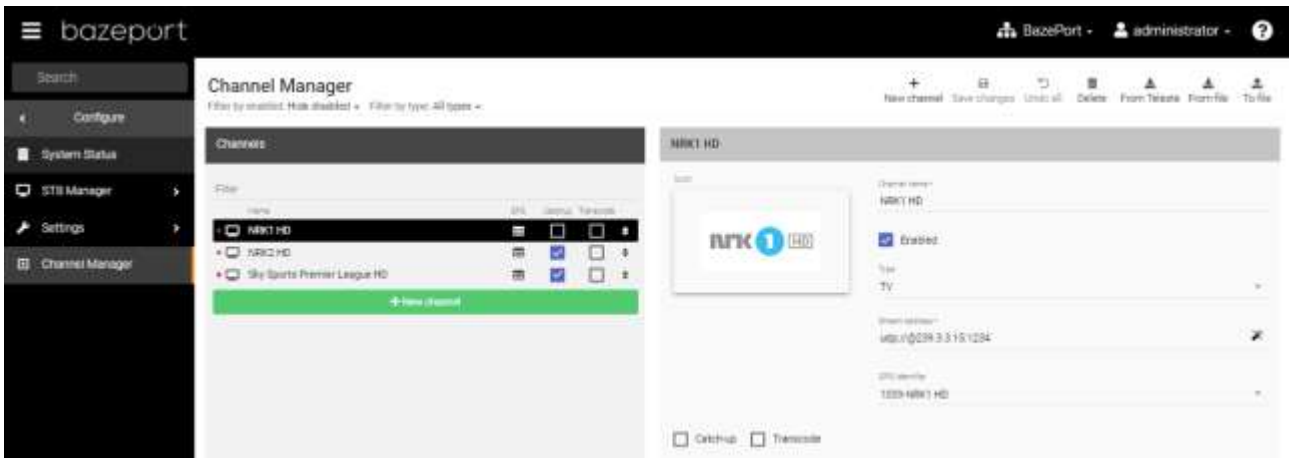 bazeport
BazePort
administrator
?
Search
Configure
System Status
STB Manager
Settings
Channel Manager
Channel Manager
Filter by enabled: Hide disabled Filter by type: All types
New channel Save changes Undo all Delete From Teleste From file To file
Channels
Filter
Name EPG Catchup Transcode
NRK1 HD
NRK2 HD
Sky Sports Premier League HD
+ New channel
NRK1 HD
Icon
nrk 1 HD
Channel name*
NRK1 HD
Enabled
Type
TV
Stream address*
udp://@239.3.3.15:1234
EPG identifier
NRK1 HD
Catch-up Transcode